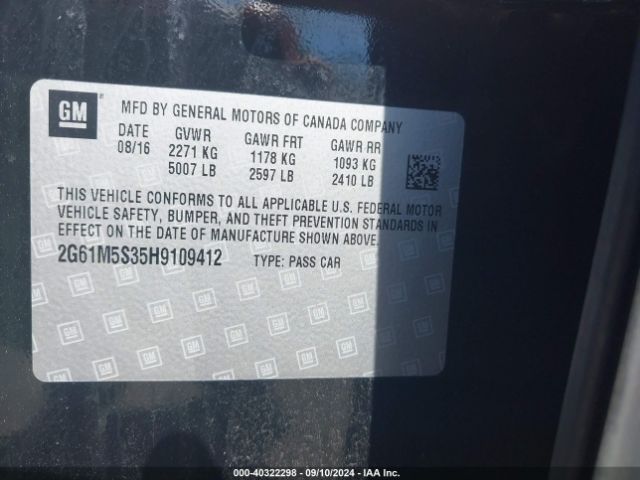 GM ®
MFD BY GENERAL MOTORS OF CANADA COMPANY
DATE GVWR GAWR FRT GAWR RR
08/16 2271 KG 1178 KG 1093 KG
5007 LB 2597 LB 2410 LB
THIS VEHICLE CONFORMS TO ALL APPLICABLE U.S. FEDERAL MOTOR
VEHICLE SAFETY, BUMPER, AND THEFT PREVENTION STANDARDS IN
EFFECT ON THE DATE OF MANUFACTURE SHOWN ABOVE.
2G61M5S35H9109412 TYPE: PASS CAR
000-40322298 - 09/10/2024 - IAA Inc.